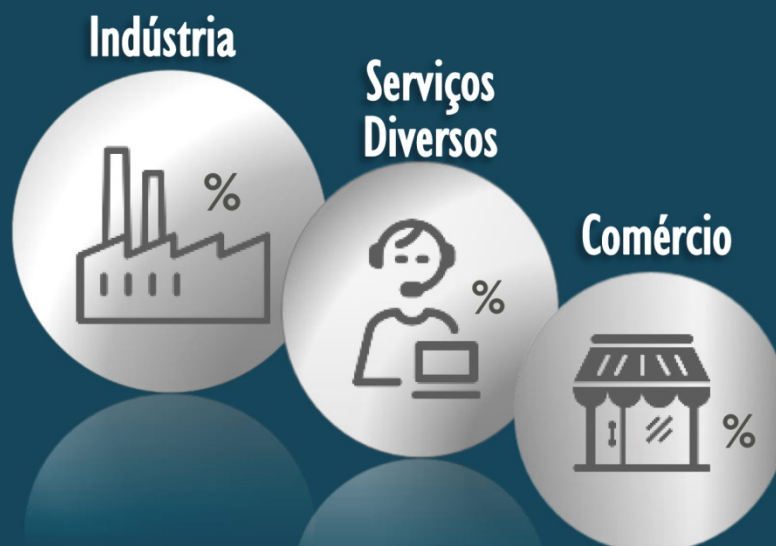 Indústria
%
Serviços
Diversos
%
Comércio
%